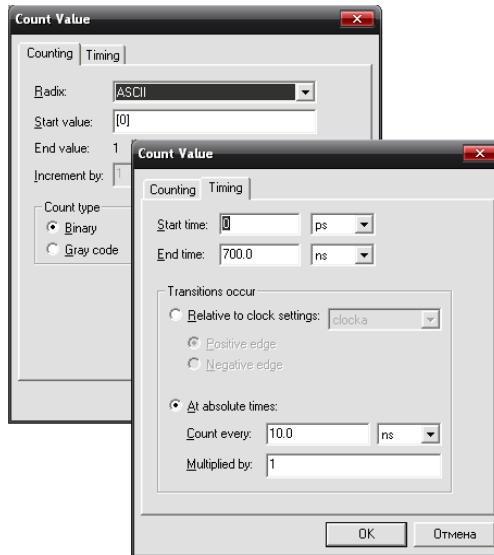 Count Value
Counting Timing
Radix: ASCII
Start value: [0]
End value: 1
Increment by: 1
Count type
Binary
Gray code
Count Value
Counting Timing
Start time: 0 ps
End time: 700.0 ns
Transitions occur
Relative to clock settings: clocka
Positive edge
Negative edge
At absolute times:
Count every: 10.0 ns
Multiplied by: 1
OK Отмена